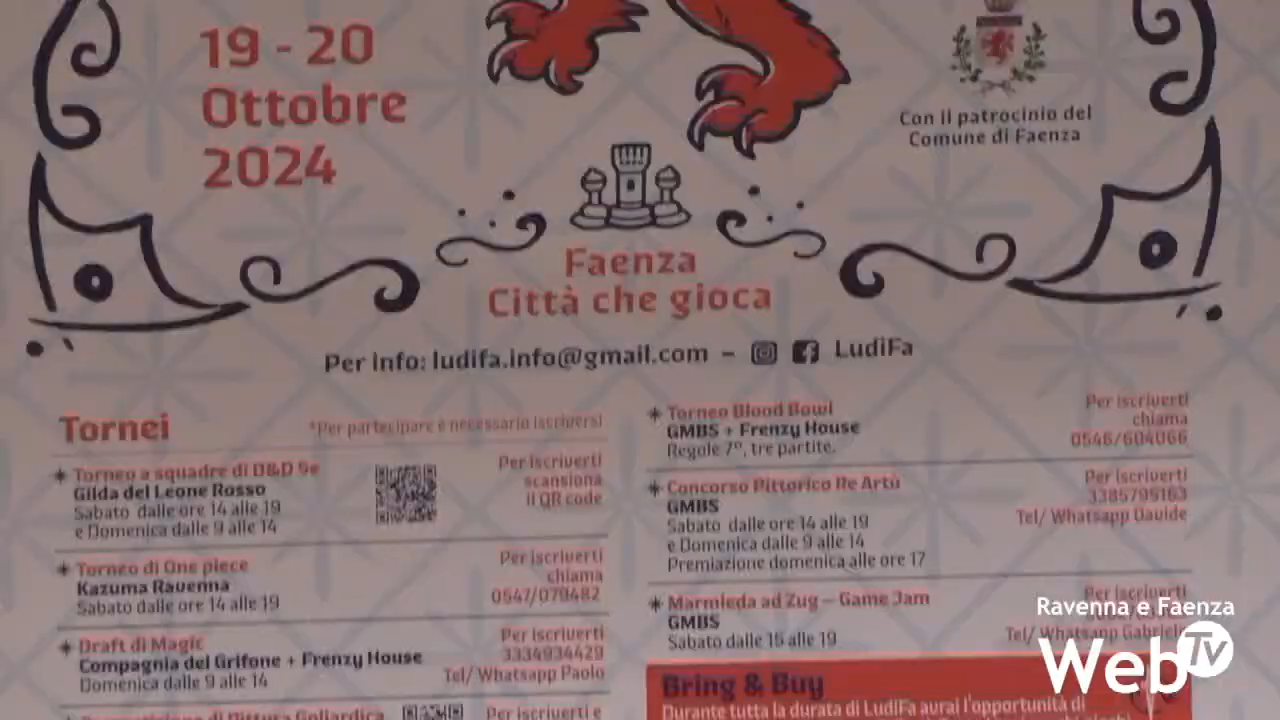 19 - 20
Ottobre
2024
Con il patrocinio del
Comune di Faenza
Faenza
Città che gioca
Per info: ludifa.info@gmail.com – LudiFa
Tornei
*Per partecipare è necessario iscriversi
Torneo a squadre di D&D 5e
Gilda del Leone Rosso
Sabato dalle ore 14 alle 19
e Domenica dalle 9 alle 14
Per iscriverti
scansiona
il QR code
Torneo di One piece
Kazuma Ravenna
Sabato dalle ore 14 alle 19
Per iscriverti
chiama
0547/079482
Draft di Magic
Compagnia del Grifone + Frenzy House
Domenica dalle 9 alle 14
Per iscriverti
3334934429
Tel/ Whatsapp Paolo
di Pittura Goliardica
Per iscriverti e
Torneo Blood Bowl
GMBS + Frenzy House
Regole 7°, tre partite.
Per iscriverti
chiama
0546/604066
Concorso Pittorico Re Artù
GMBS
Sabato dalle ore 14 alle 19
e Domenica dalle 9 alle 14
Premiazione domenica alle ore 17
Per iscriverti
3385795163
Tel/ Whatsapp Davide
Marmleda ad Zug – Game Jam
GMBS
Sabato dalle 15 alle 19
Per iscriverti
Tel/ Whatsapp Gabriele
Bring & Buy
Durante tutta la durata di LudiFa avrai l'opportunità di
Ravenna e Faenza
WebTV